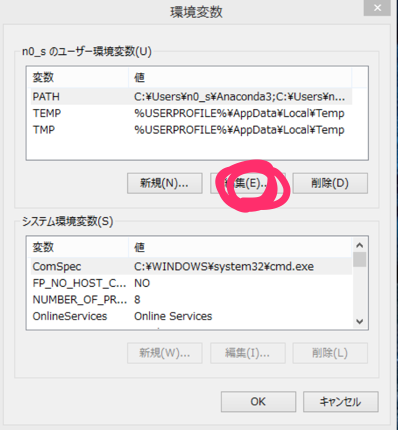 環境変数
n0_s のユーザー環境変数(U)
変数 値
PATH C:¥Users¥n0_s¥Anaconda3;C:¥Users¥n...
TEMP %USERPROFILE%¥AppData¥Local¥Temp
TMP %USERPROFILE%¥AppData¥Local¥Temp
新規(N)... 編集(E)... 削除(D)
システム環境変数(S)
変数 値
ComSpec C:¥WINDOWS¥system32¥cmd.exe
FP_NO_HOST_C... NO
NUMBER_OF_PR... 8
OnlineServices Online Services
新規(W)... 編集(I)... 削除(L)
OK キャンセル